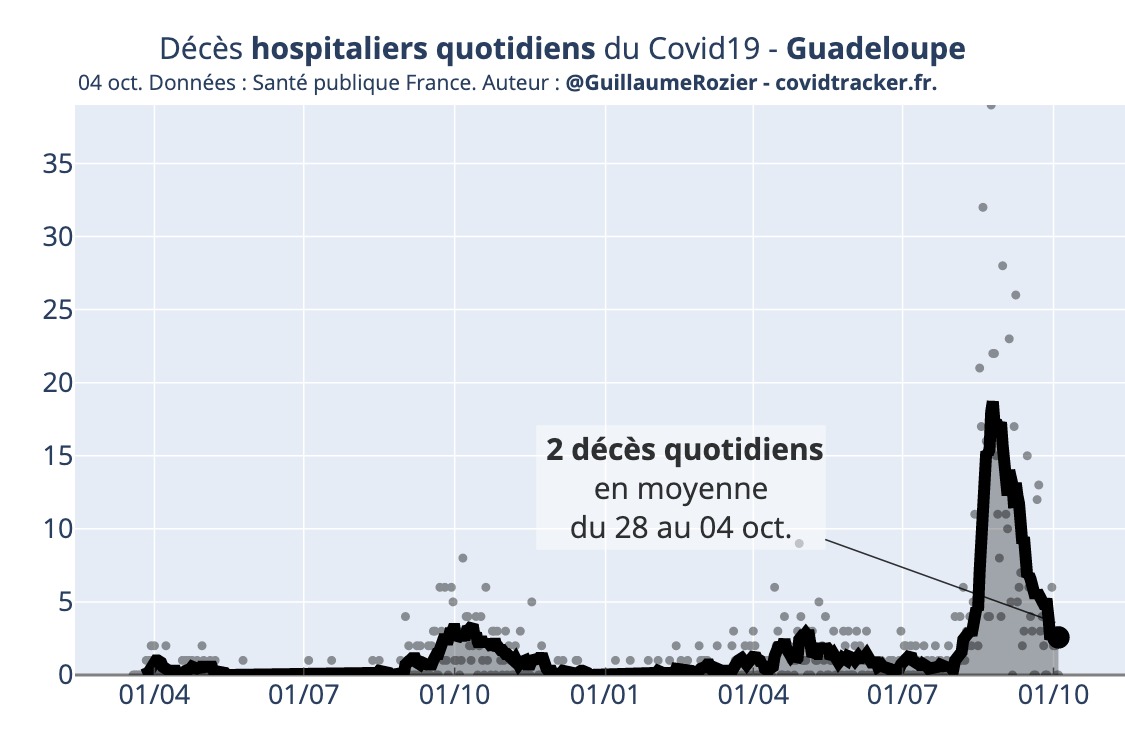 Décès hospitaliers quotidiens du Covid19 - Guadeloupe
04 oct. Données : Santé publique France. Auteur : @GuillaumeRozier - covidtracker.fr.
35
30
25
20
15
10
5
0
2 décès quotidiens
en moyenne
du 28 au 04 oct.
01/04 01/07 01/10 01/01 01/04 01/07 01/10